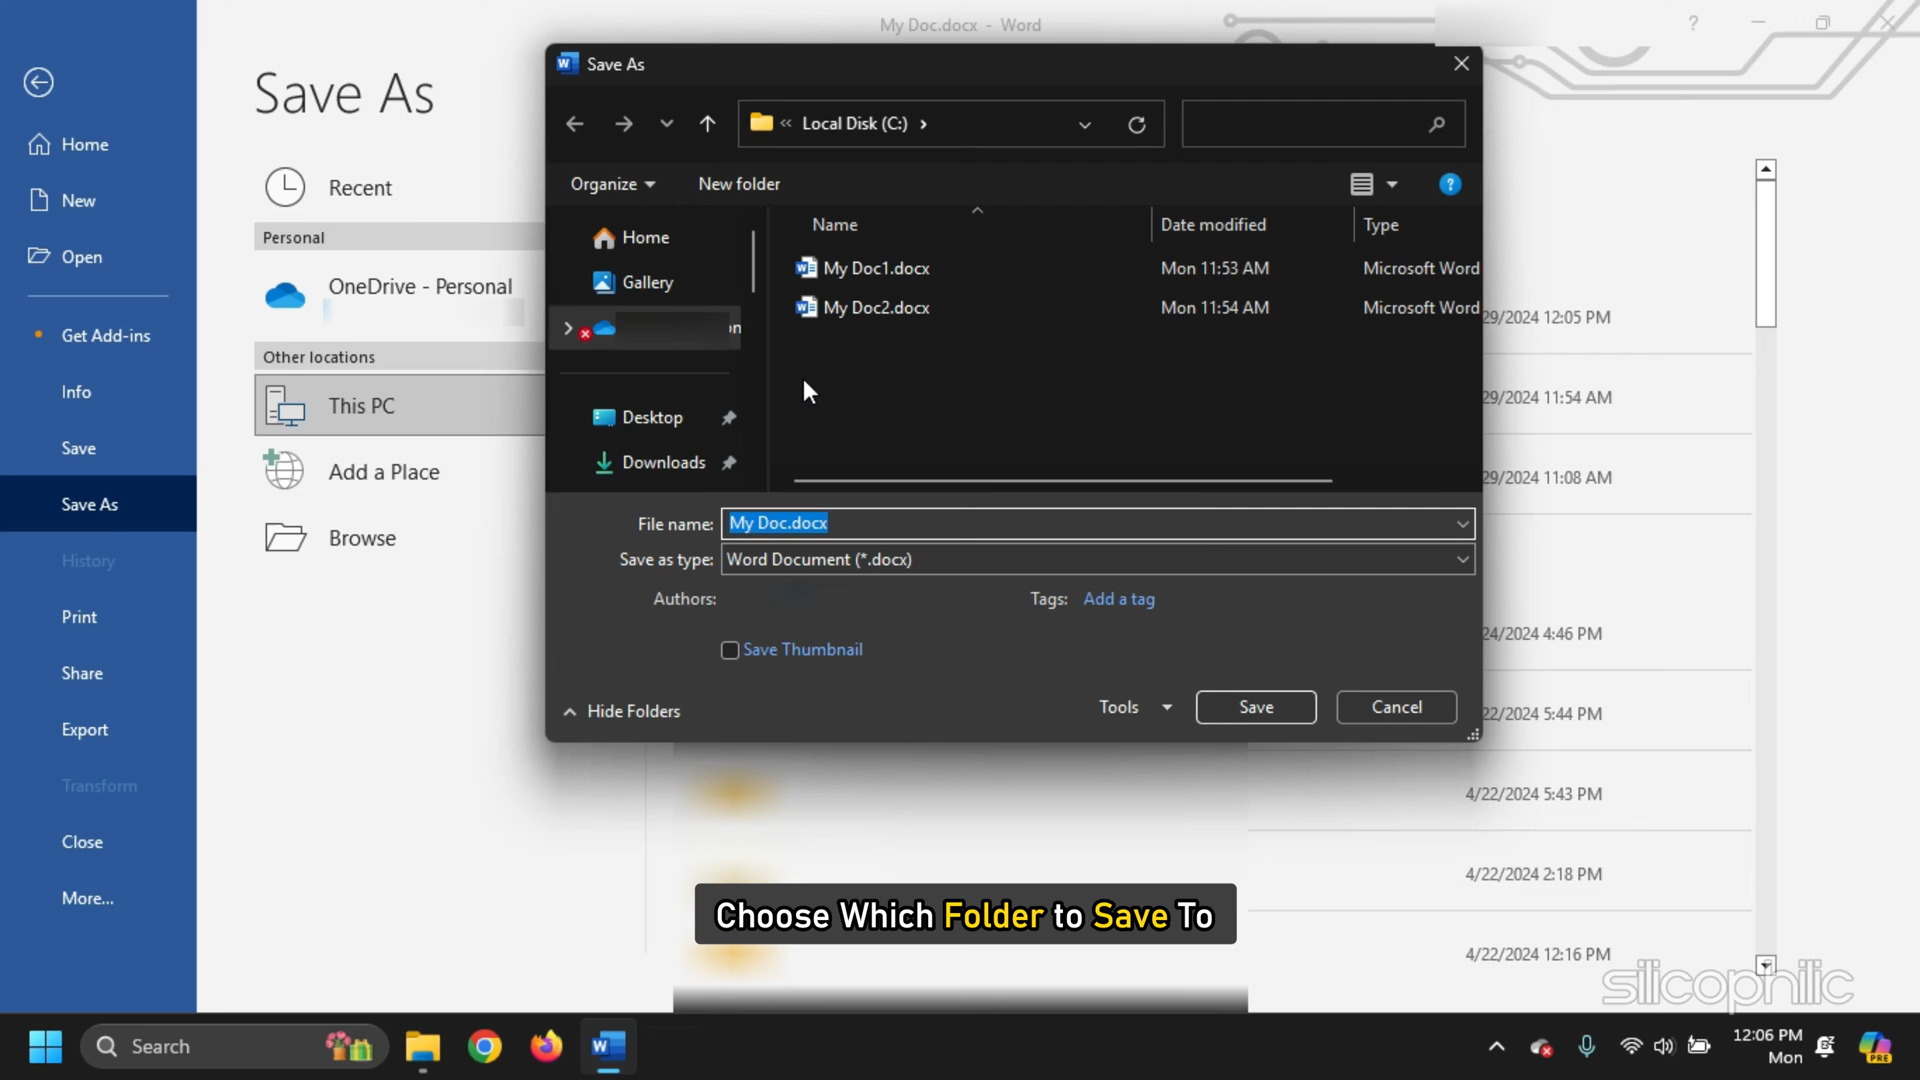 My Doc.docx - Word
?
Save As
Home
New
Open
Get Add-ins
Info
Save
Save As
History
Print
Share
Export
Transform
Close
More...
Recent
Personal
OneDrive - Personal
Other locations
This PC
Add a Place
Browse
W Save As
« Local Disk (C:) ›
Organize
New folder
?
Home
Gallery
Desktop
Downloads
Name Date modified Type
My Doc1.docx Mon 11:53 AM Microsoft Word
My Doc2.docx Mon 11:54 AM Microsoft Word
File name: My Doc.docx
Save as type: Word Document (*.docx)
Authors: Tags: Add a tag
Save Thumbnail
Hide Folders
Tools Save Cancel
29/2024 12:05 PM
29/2024 11:54 AM
29/2024 11:08 AM
24/2024 4:46 PM
22/2024 5:44 PM
4/22/2024 5:43 PM
4/22/2024 2:18 PM
4/22/2024 12:16 PM
Choose Which Folder to Save To
silicophilic
Search
12:06 PM
Mon
PRE